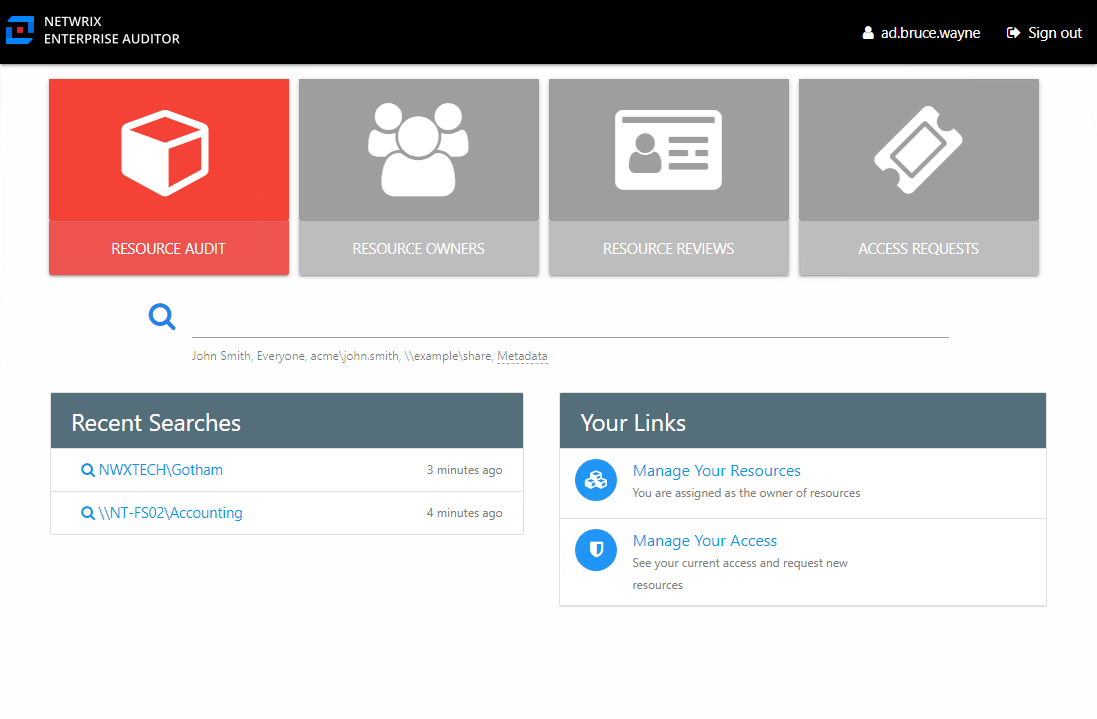 NETWRIX
ENTERPRISE AUDITOR
ad.bruce.wayne
Sign out
RESOURCE AUDIT
RESOURCE OWNERS
RESOURCE REVIEWS
ACCESS REQUESTS
John Smith, Everyone, acme\john.smith, \\example\share, Metadata
Recent Searches
NWXTECH\Gotham
3 minutes ago
\\NT-FS02\Accounting
4 minutes ago
Your Links
Manage Your Resources
You are assigned as the owner of resources
Manage Your Access
See your current access and request new
resources